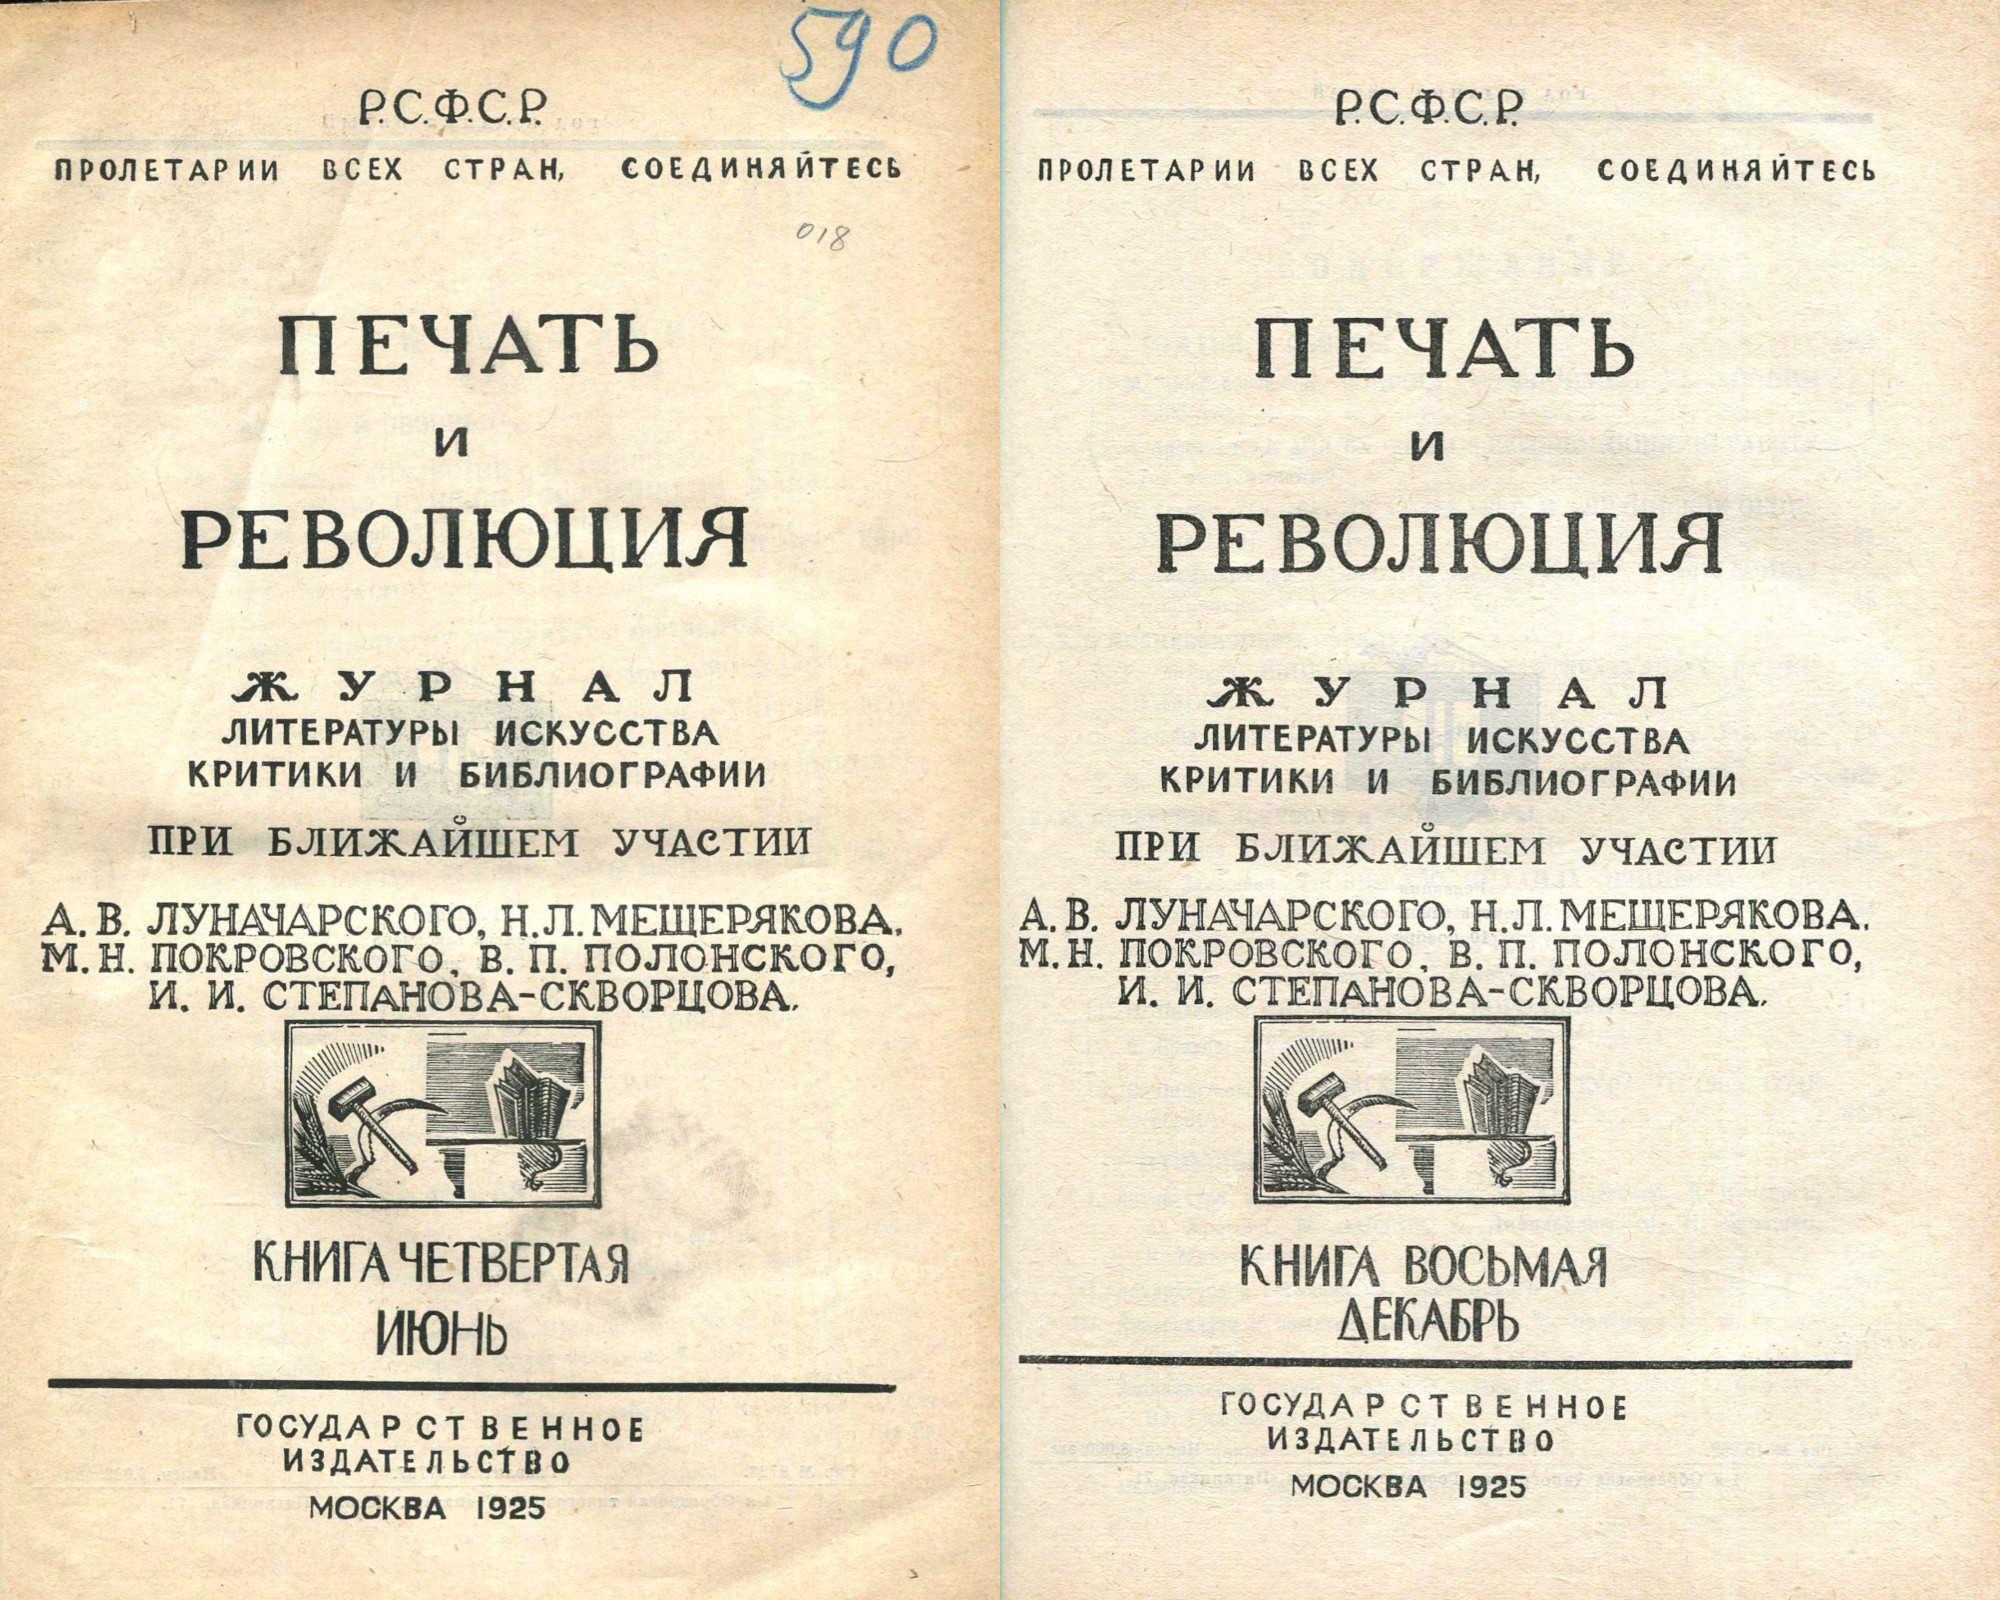 590
Р.С.Ф.С.Р.
ПРОЛЕТАРИИ ВСЕХ СТРАН, СОЕДИНЯЙТЕСЬ
018
ПЕЧАТЬ
И
РЕВОЛЮЦИЯ
ЖУРНАЛ
ЛИТЕРАТУРЫ ИСКУССТВА
КРИТИКИ И БИБЛИОГРАФИИ
ПРИ БЛИЖАЙШЕМ УЧАСТИИ
А. В. ЛУНАЧАРСКОГО, Н. Л. МЕЩЕРЯКОВА,
М. Н. ПОКРОВСКОГО, В. П. ПОЛОНСКОГО,
И. И. СТЕПАНОВА-СКВОРЦОВА.
КНИГА ЧЕТВЕРТАЯ
ИЮНЬ
ГОСУДАРСТВЕННОЕ
ИЗДАТЕЛЬСТВО
МОСКВА 1925
Р.С.Ф.С.Р.
ПРОЛЕТАРИИ ВСЕХ СТРАН, СОЕДИНЯЙТЕСЬ
ПЕЧАТЬ
И
РЕВОЛЮЦИЯ
ЖУРНАЛ
ЛИТЕРАТУРЫ ИСКУССТВА
КРИТИКИ И БИБЛИОГРАФИИ
ПРИ БЛИЖАЙШЕМ УЧАСТИИ
А. В. ЛУНАЧАРСКОГО, Н. Л. МЕЩЕРЯКОВА,
М. Н. ПОКРОВСКОГО, В. П. ПОЛОНСКОГО,
И. И. СТЕПАНОВА-СКВОРЦОВА.
КНИГА ВОСЬМАЯ
ДЕКАБРЬ
ГОСУДАРСТВЕННОЕ
ИЗДАТЕЛЬСТВО
МОСКВА 1925